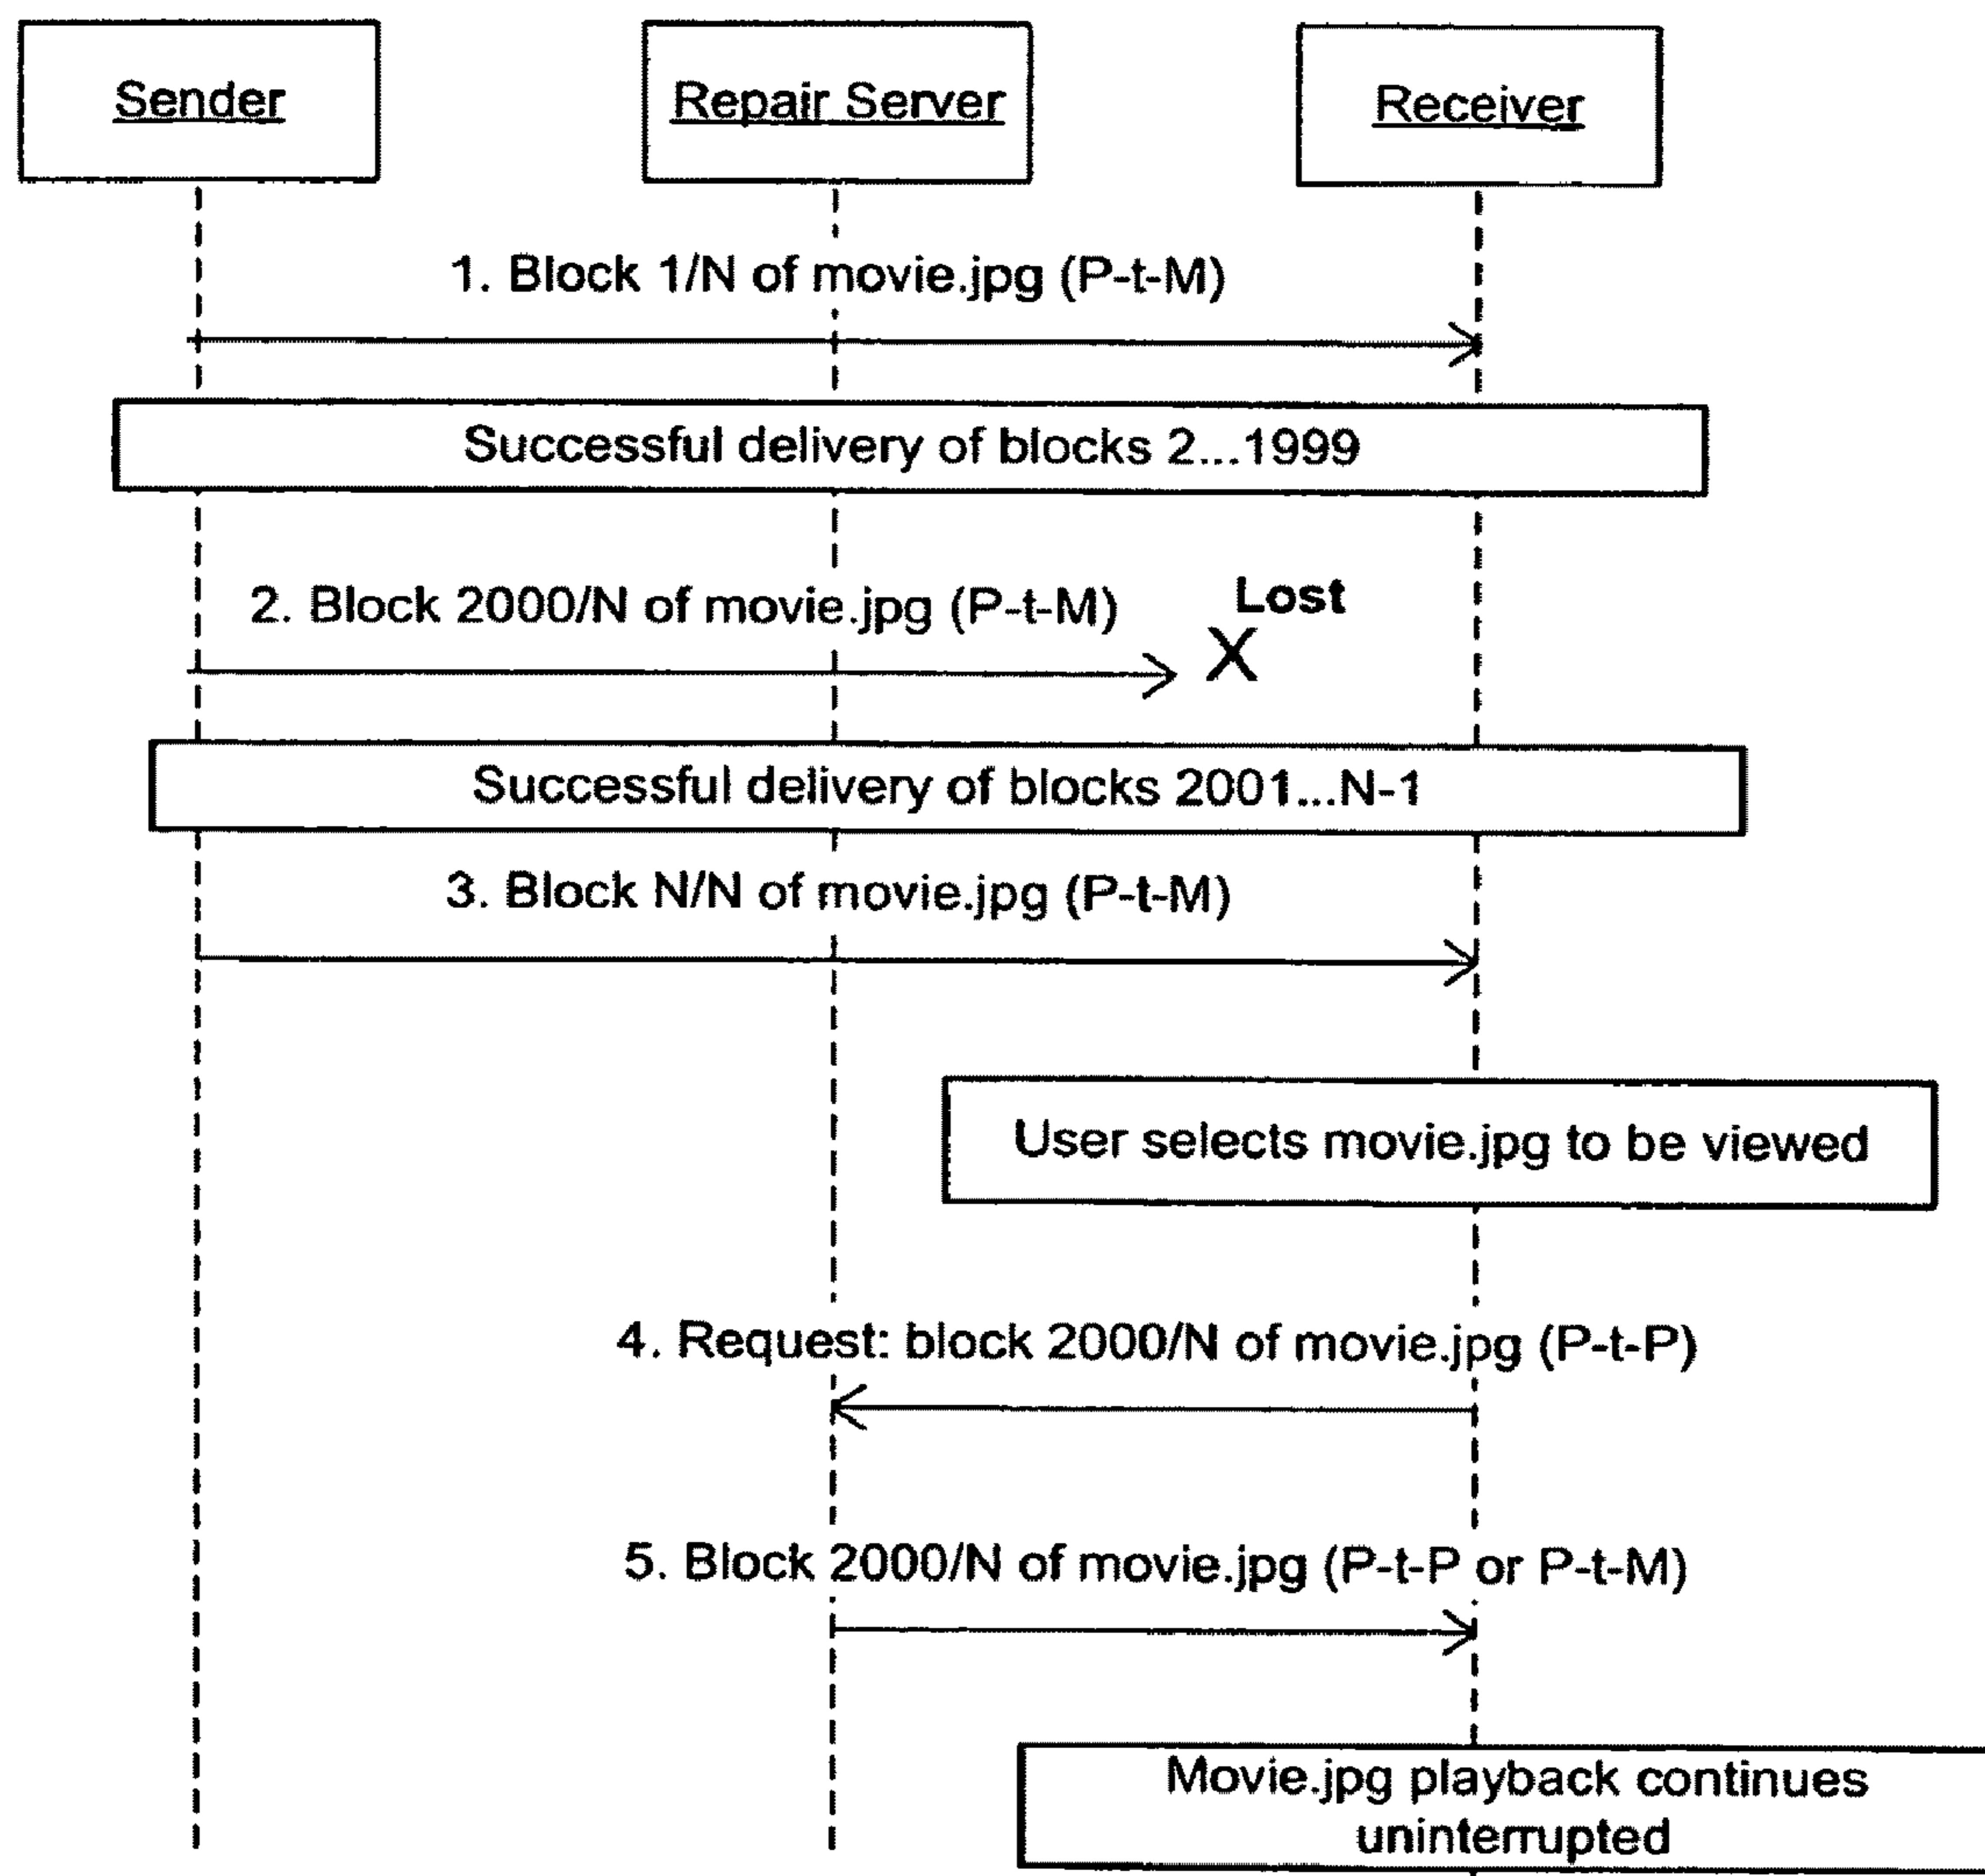 Sender
Repair Server
Receiver
1. Block 1/N of movie.jpg (P-t-M)
Successful delivery of blocks 2...1999
2. Block 2000/N of movie.jpg (P-t-M)
Lost
X
Successful delivery of blocks 2001...N-1
3. Block N/N of movie.jpg (P-t-M)
User selects movie.jpg to be viewed
4. Request: block 2000/N of movie.jpg (P-t-P)
5. Block 2000/N of movie.jpg (P-t-P or P-t-M)
Movie.jpg playback continues
uninterrupted